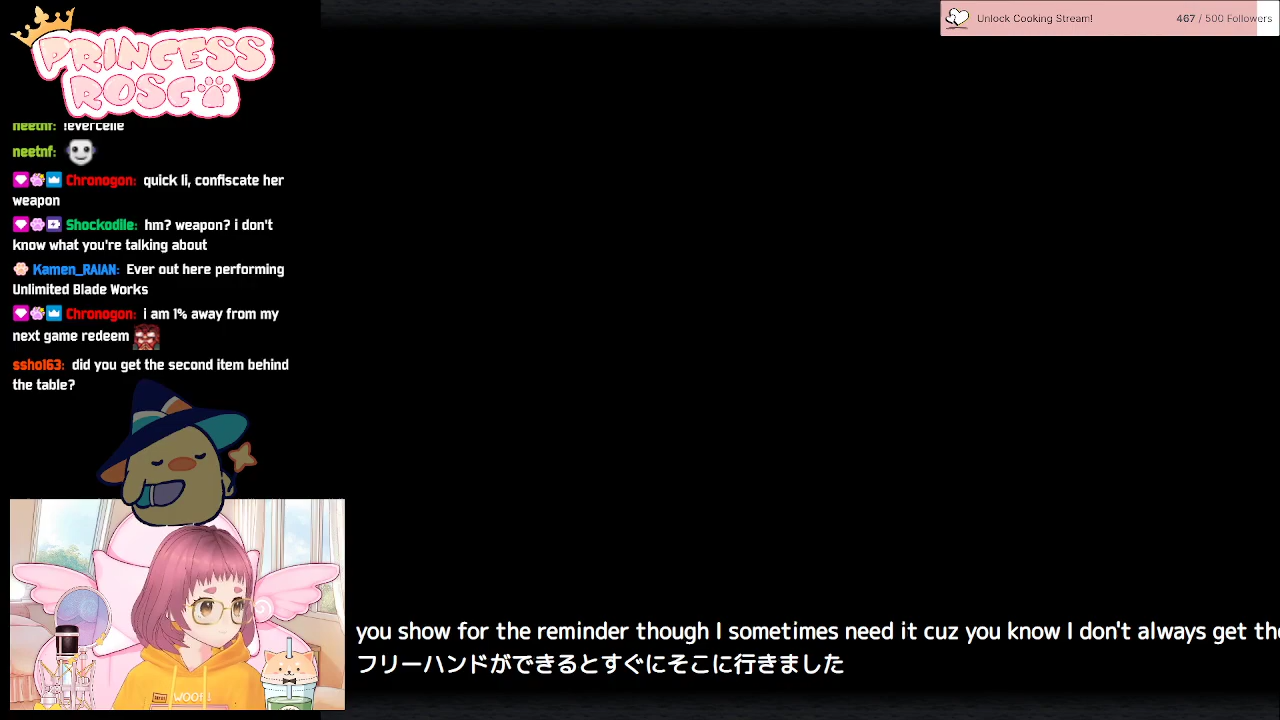 PRINCESS
ROSE
Unlock Cooking Stream!
467 / 500 Followers
neetnf: !evercelle
neetnf:
Chronogon: quick li, confiscate her
weapon
Shockodile: hm? weapon? i don't
know what you're talking about
Kamen_RAIAN: Ever out here performing
Unlimited Blade Works
Chronogon: i am 1% away from my
next game redeem
ssho163: did you get the second item behind
the table?
WOOF!
you show for the reminder though I sometimes need it cuz you know I don't always get the
フリーハンドができるとすぐにそこに行きました